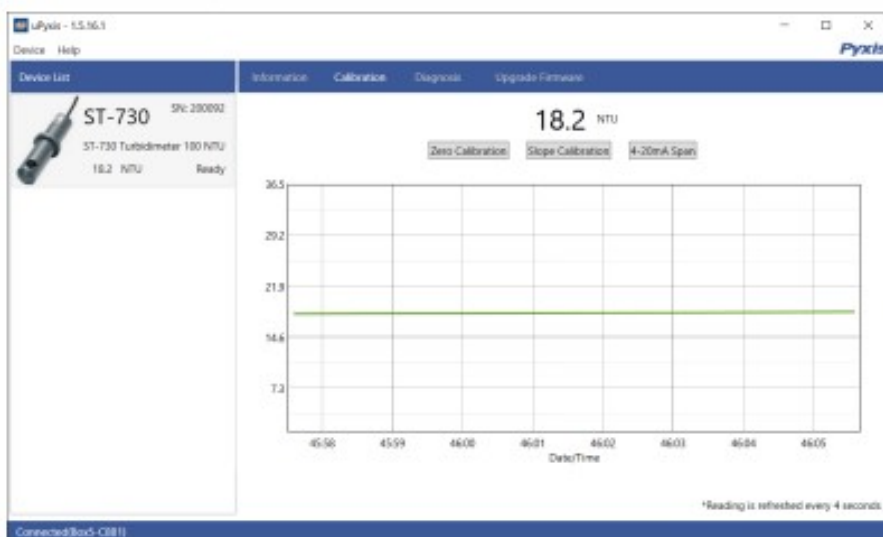 uPyxis - 1.5.16.1
Device Help
Pyxis
Device List
Information Calibration Diagnosis Upgrade Firmware
ST-730 SN: 200092
ST-730 Turbidimeter 100 NTU
18.2 NTU Ready
18.2 NTU
Zero Calibration Slope Calibration 4-20mA Span
36.5
29.2
21.9
14.6
7.3
45:58 45:59 46:00 46:01 46:02 46:03 46:04 46:05
Date/Time
*Reading is refreshed every 4 seconds